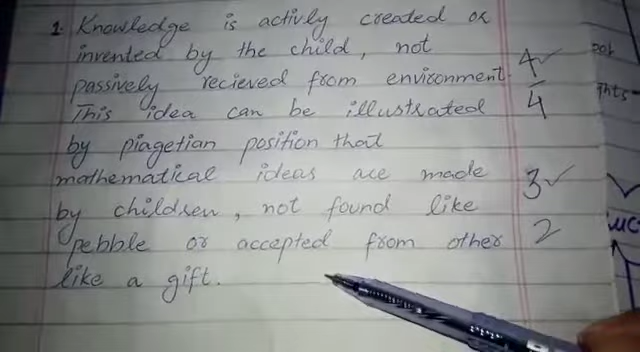 1. Knowledge is activly created or
invented by the child, not
passively recieved from environment.
This idea can be illustrated
by piagetian position that
mathematical ideas are made
by children, not found like
pebble or accepted from other
like a gift.
4✓
4
3✓
2